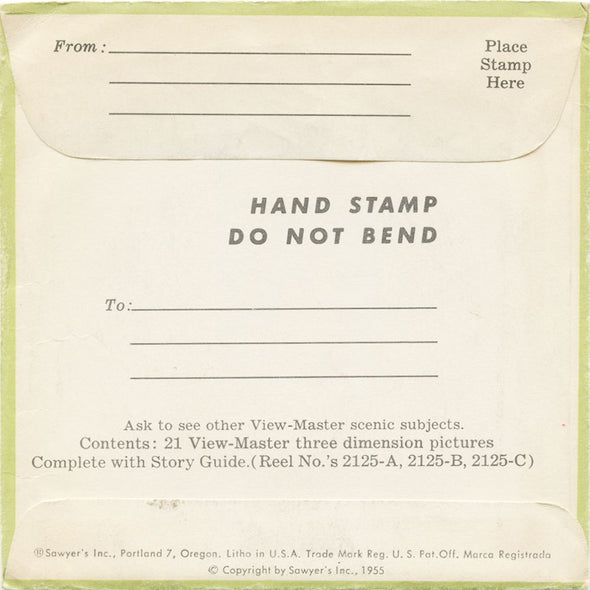 From:
Place
Stamp
Here
HAND STAMP
DO NOT BEND
To:
Ask to see other View-Master scenic subjects.
Contents: 21 View-Master three dimension pictures
Complete with Story Guide.(Reel No.'s 2125-A, 2125-B, 2125-C)
®Sawyer's Inc., Portland 7, Oregon. Litho in U.S.A. Trade Mark Reg. U. S. Pat.Off. Marca Registrada
© Copyright by Sawyer's Inc., 1955